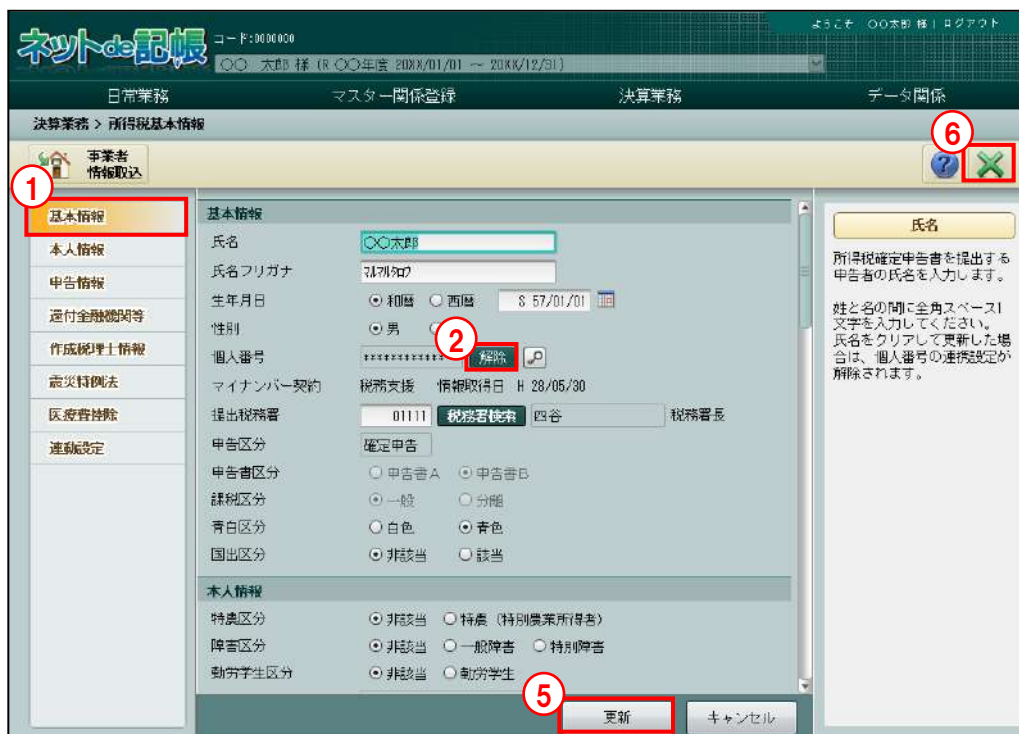 ようこそ ○○太郎 様 | ログアウト
ネットde記帳
コード:0000000
○○ 太郎 様 (R ○○年度 20XX/01/01 ～ 20XX/12/31)
日常業務 マスター関係登録 決算業務 データ関係
決算業務 > 所得税基本情報
⑥
事業者
情報取込
?
①
基本情報
本人情報
申告情報
還付金融機関等
作成税理士情報
震災特例法
医療費控除
連動設定
基本情報
氏名 ○○太郎
氏名フリガナ ﾏﾙﾏﾙﾀﾛｳ
生年月日 和暦 西暦 S 57/01/01
性別 男
②
個人番号 ************ 解除
マイナンバー契約 税務支援 情報取得日 H 28/05/30
提出税務署 01111 税務署検索 四谷 税務署長
申告区分 確定申告
申告書区分 申告書A 申告書B
課税区分 一般 分離
青白区分 白色 青色
国出区分 非該当 該当
本人情報
特農区分 非該当 特農（特別農業所得者）
障害区分 非該当 一般障害 特別障害
勤労学生区分 非該当 勤労学生
⑤
更新 キャンセル
氏名
所得税確定申告書を提出する
申告者の氏名を入力します。
姓と名の間に全角スペース1
文字を入力してください。
氏名をクリアして更新した場
合は、個人番号の連携設定が
解除されます。